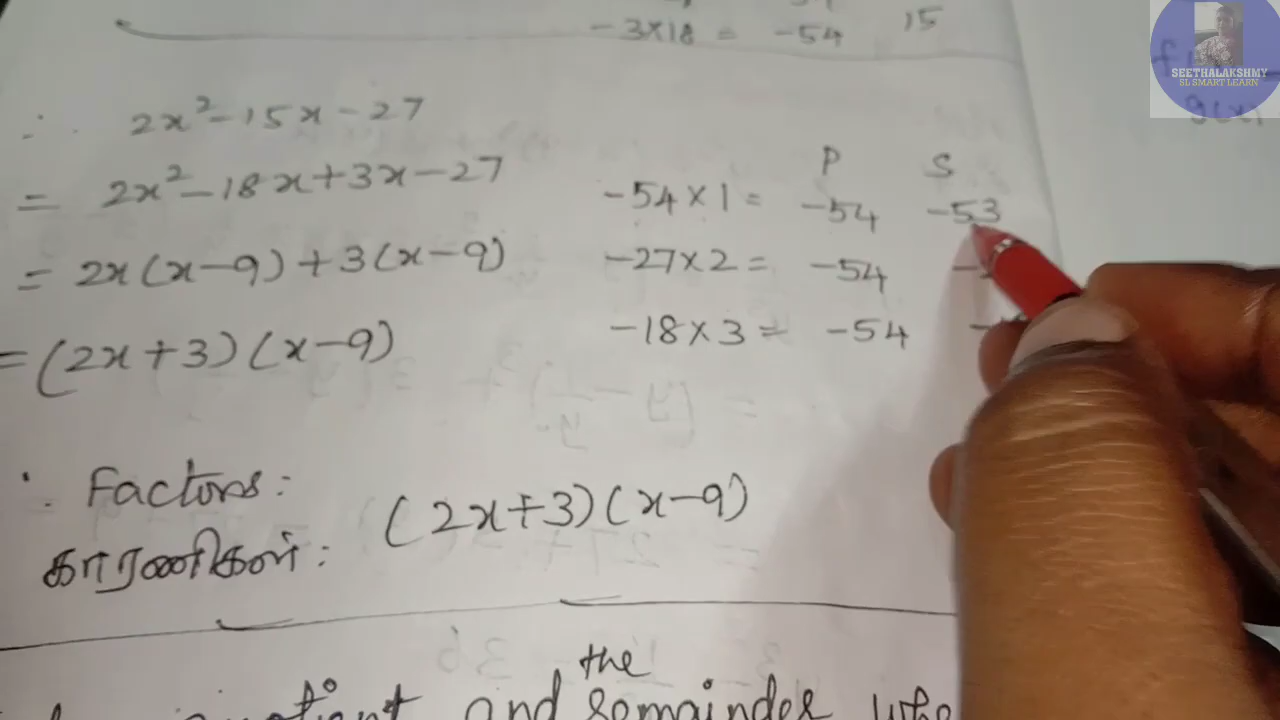 -3×18 = -54 15
SEETHALAKSHMY
SL SMART LEARN
∴ 2x²-15x-27
= 2x²-18x+3x-27
P S
-54×1= -54 -53
= 2x(x-9)+3(x-9)
-27×2= -54
= (2x+3)(x-9)
-18×3= -54
∴ Factors:
(2x+3)(x-9)
காரணிகள்:
the
and remainder